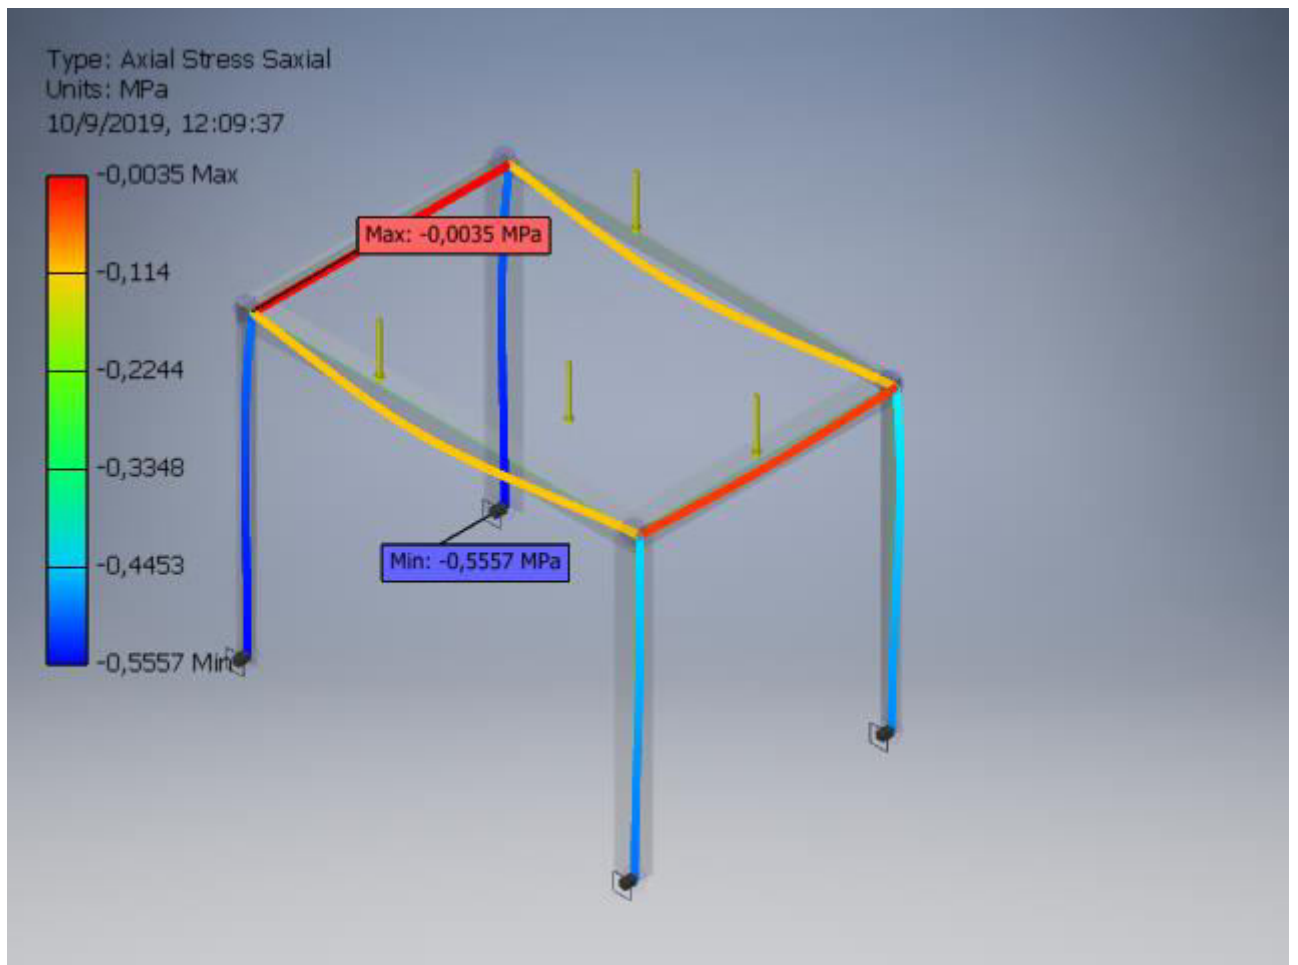 Type: Axial Stress Saxial
Units: MPa
10/9/2019, 12:09:37
-0,0035 Max
-0,114
-0,2244
-0,3348
-0,4453
-0,5557 Min
Max: -0,0035 MPa
Min: -0,5557 MPa